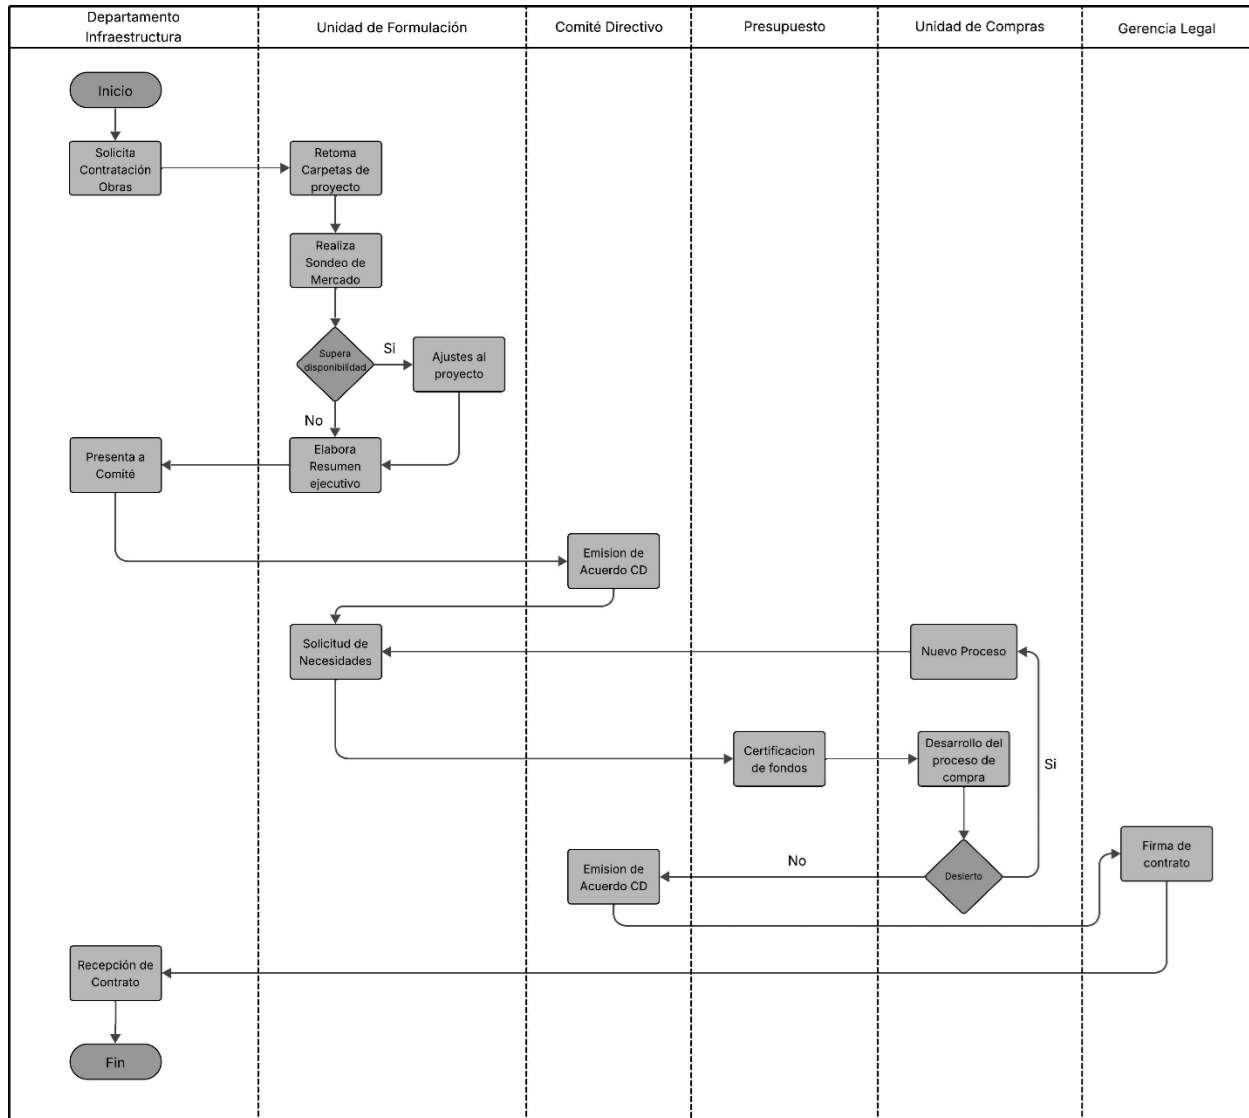 Departamento
Infraestructura
Unidad de Formulación
Comité Directivo
Presupuesto
Unidad de Compras
Gerencia Legal
Inicio
Solicita
Contratación
Obras
Retoma
Carpetas de
proyecto
Realiza
Sondeo de
Mercado
Supera
disponibilidad
Si
Ajustes al
proyecto
No
Elabora
Resumen
ejecutivo
Presenta a
Comité
Emision de
Acuerdo CD
Solicitud de
Necesidades
Nuevo Proceso
Certificacion
de fondos
Desarrollo del
proceso de
compra
Si
Desierto
No
Emision de
Acuerdo CD
Firma de
contrato
Recepción de
Contrato
Fin